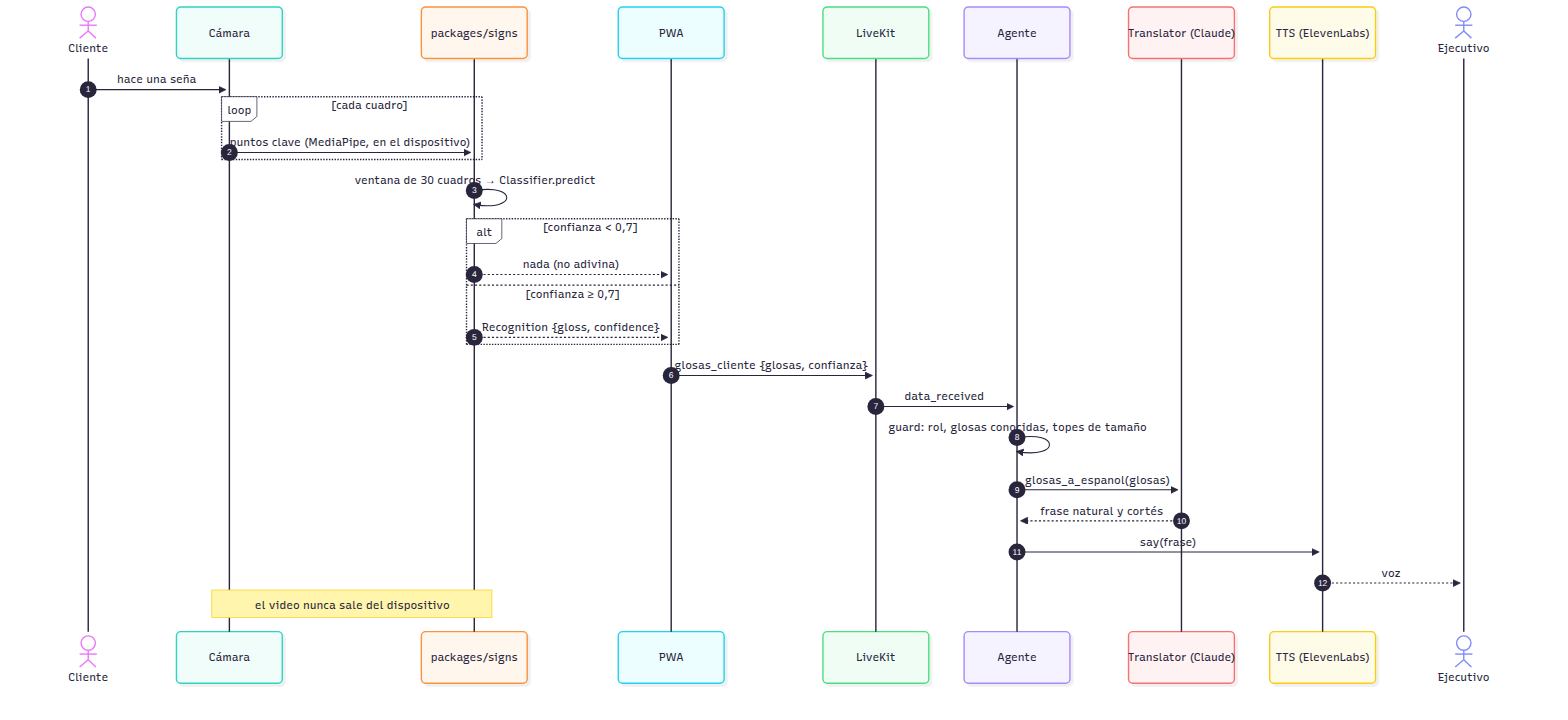 Cliente
Cámara
packages/signs
PWA
LiveKit
Agente
Translator (Claude)
TTS (ElevenLabs)
Ejecutivo
hace una seña
1
loop
[cada cuadro]
puntos clave (MediaPipe, en el dispositivo)
2
ventana de 30 cuadros → Classifier.predict
3
alt
[confianza < 0,7]
nada (no adivina)
4
[confianza ≥ 0,7]
Recognition {gloss, confidence}
5
glosas_cliente {glosas, confianza}
6
data_received
7
guard: rol, glosas conocidas, topes de tamaño
8
glosas_a_espanol(glosas)
9
frase natural y cortés
10
say(frase)
11
voz
12
el video nunca sale del dispositivo
Cliente
Cámara
packages/signs
PWA
LiveKit
Agente
Translator (Claude)
TTS (ElevenLabs)
Ejecutivo